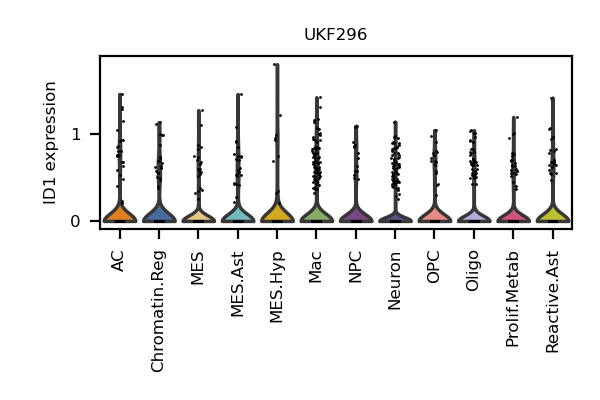 UKF296
ID1 expression
1
0
AC
Chromatin.Reg
MES
MES.Ast
MES.Hyp
Mac
NPC
Neuron
OPC
Oligo
Prolif.Metab
Reactive.Ast